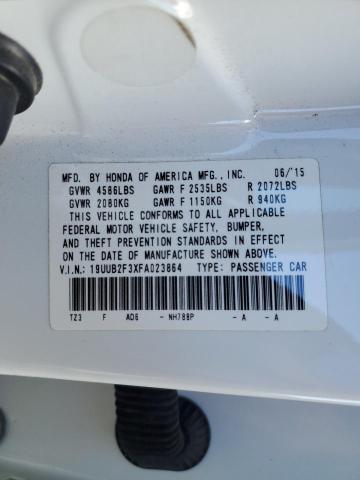 MFD. BY HONDA OF AMERICA MFG., INC. 06/15
GVWR 4586LBS GAWR F 2535LBS R 2072LBS
GVWR 2080KG GAWR F 1150KG R 940KG
THIS VEHICLE CONFORMS TO ALL APPLICABLE
FEDERAL MOTOR VEHICLE SAFETY, BUMPER,
AND THEFT PREVENTION STANDARDS IN EFFECT
ON THE DATE OF MANUFACTURE SHOWN ABOVE.
V.I.N.: 19UUB2F3XFA023864 TYPE: PASSENGER CAR
TZ3 F AD6 - NH788P - A - A